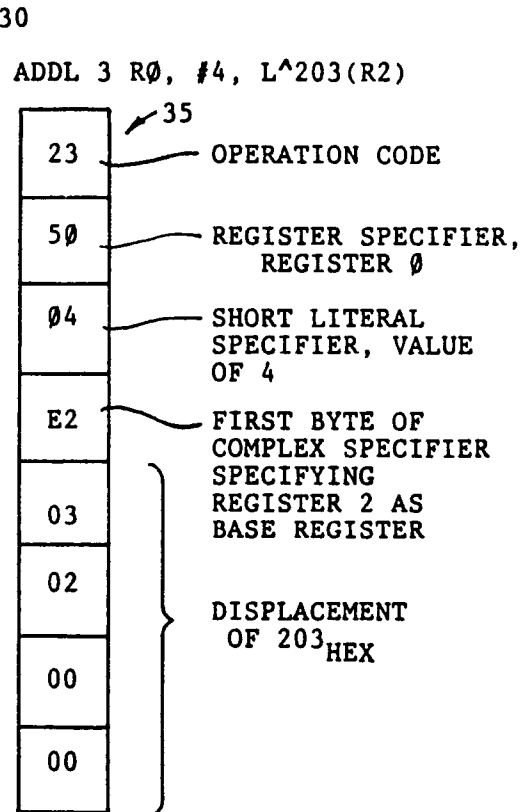 30
ADDL 3 RØ, #4, L^203(R2)
35
23 OPERATION CODE
5Ø REGISTER SPECIFIER,
REGISTER Ø
Ø4 SHORT LITERAL
SPECIFIER, VALUE
OF 4
E2 FIRST BYTE OF
COMPLEX SPECIFIER
SPECIFYING
REGISTER 2 AS
BASE REGISTER
03
02
DISPLACEMENT
OF 203HEX
00
00